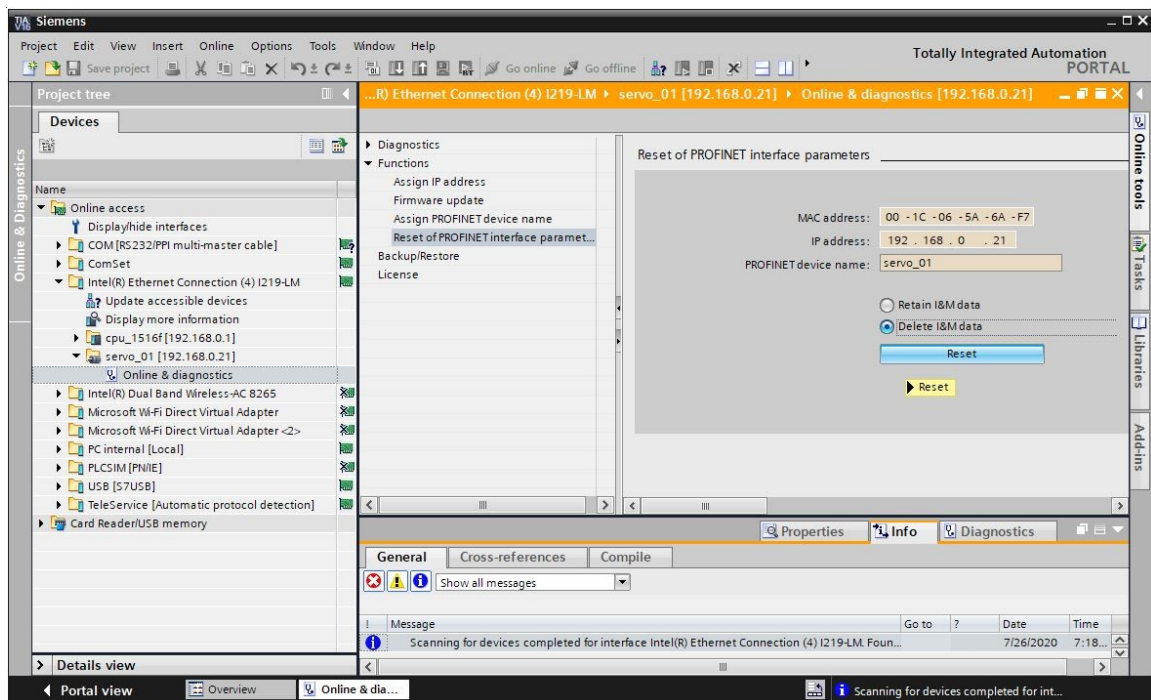 Siemens
Project Edit View Insert Online Options Tools Window Help
Save project Go online Go offline
Totally Integrated Automation
PORTAL
Project tree
...R) Ethernet Connection (4) I219-LM servo_01 [192.168.0.21] Online & diagnostics [192.168.0.21]
Devices
Online & Diagnostics
Name
Online access
Display/hide interfaces
COM [RS232/PPI multi-master cable]
ComSet
Intel(R) Ethernet Connection (4) I219-LM
Update accessible devices
Display more information
cpu_1516f [192.168.0.1]
servo_01 [192.168.0.21]
Online & diagnostics
Intel(R) Dual Band Wireless-AC 8265
Microsoft Wi-Fi Direct Virtual Adapter
Microsoft Wi-Fi Direct Virtual Adapter <2>
PC internal [Local]
PLCSIM [PN/IE]
USB [S7USB]
TeleService [Automatic protocol detection]
Card Reader/USB memory
Details view
Diagnostics
Functions
Assign IP address
Firmware update
Assign PROFINET device name
Reset of PROFINET interface paramet...
Backup/Restore
License
Reset of PROFINET interface parameters
MAC address: 00 -1C -06 -5A -6A -F7
IP address: 192 . 168 . 0 . 21
PROFINET device name: servo_01
Retain I&M data
Delete I&M data
Reset
Reset
Online tools
Tasks
Libraries
Add-ins
Properties Info Diagnostics
General Cross-references Compile
Show all messages
! Message Go to ? Date Time
Scanning for devices completed for interface Intel(R) Ethernet Connection (4) I219-LM. Foun... 7/26/2020 7:18...
Portal view Overview Online & dia... Scanning for devices completed for int...